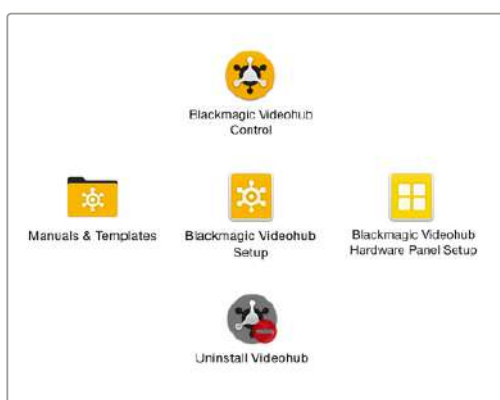 Blackmagic Videohub
Control
Manuals & Templates
Blackmagic Videohub
Setup
Blackmagic Videohub
Hardware Panel Setup
Uninstall Videohub